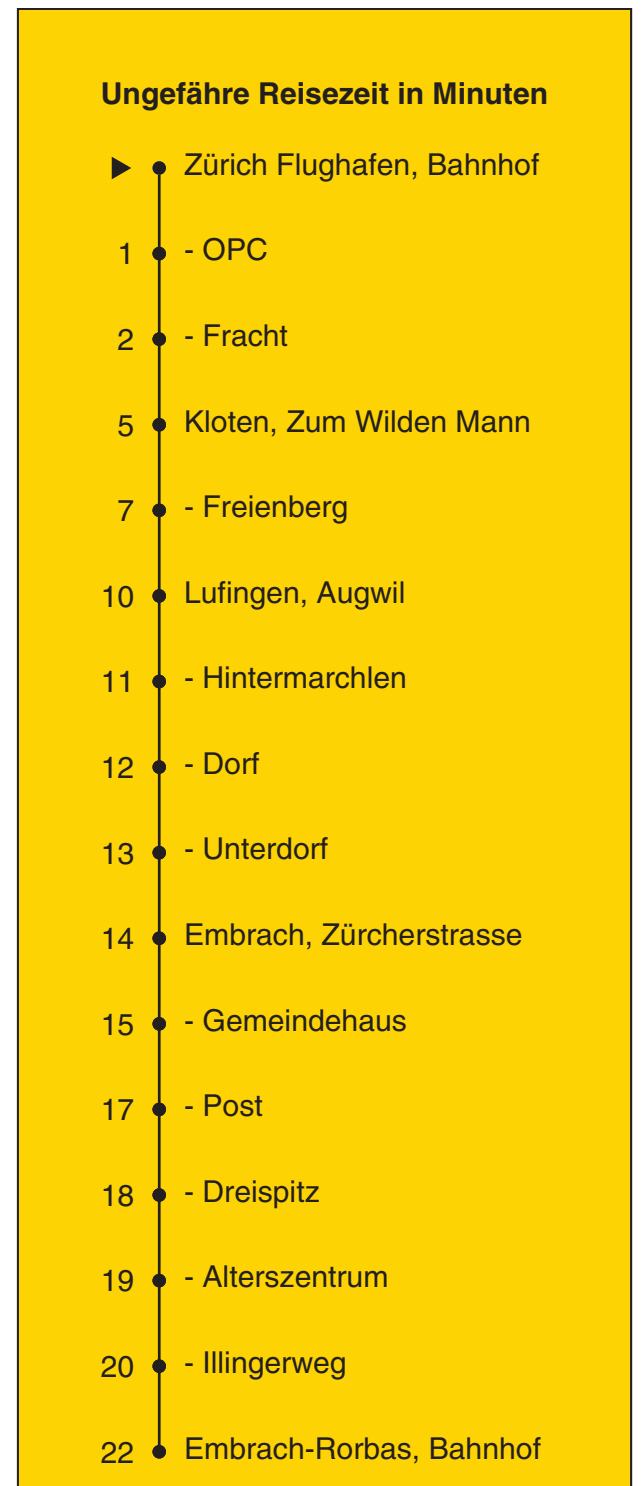 Ungefähre Reisezeit in Minuten
Zürich Flughafen, Bahnhof
1 - OPC
2 - Fracht
5 Kloten, Zum Wilden Mann
7 - Freienberg
10 Lufingen, Augwil
11 - Hintermarchlen
12 - Dorf
13 - Unterdorf
14 Embrach, Zürcherstrasse
15 - Gemeindehaus
17 - Post
18 - Dreispitz
19 - Alterszentrum
20 - Illingerweg
22 Embrach-Rorbas, Bahnhof